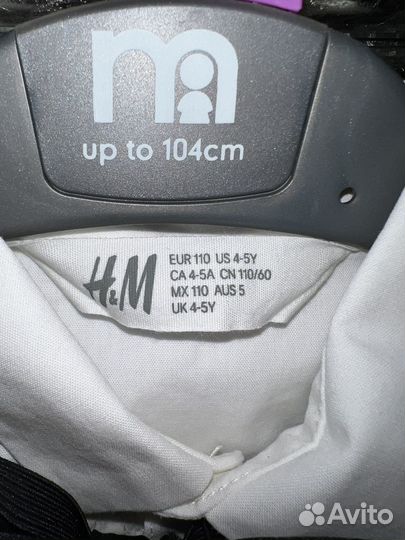 m
up to 104cm
H&M
EUR 110 US 4-5Y
CA 4-5A CN 110/60
MX 110 AUS 5
UK 4-5Y
Avito